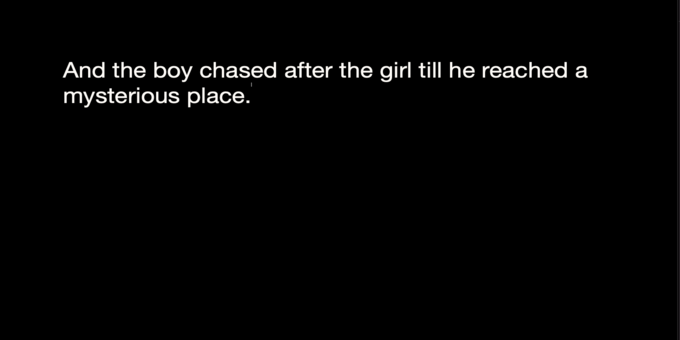 And the boy chased after the girl till he reached a
mysterious place.